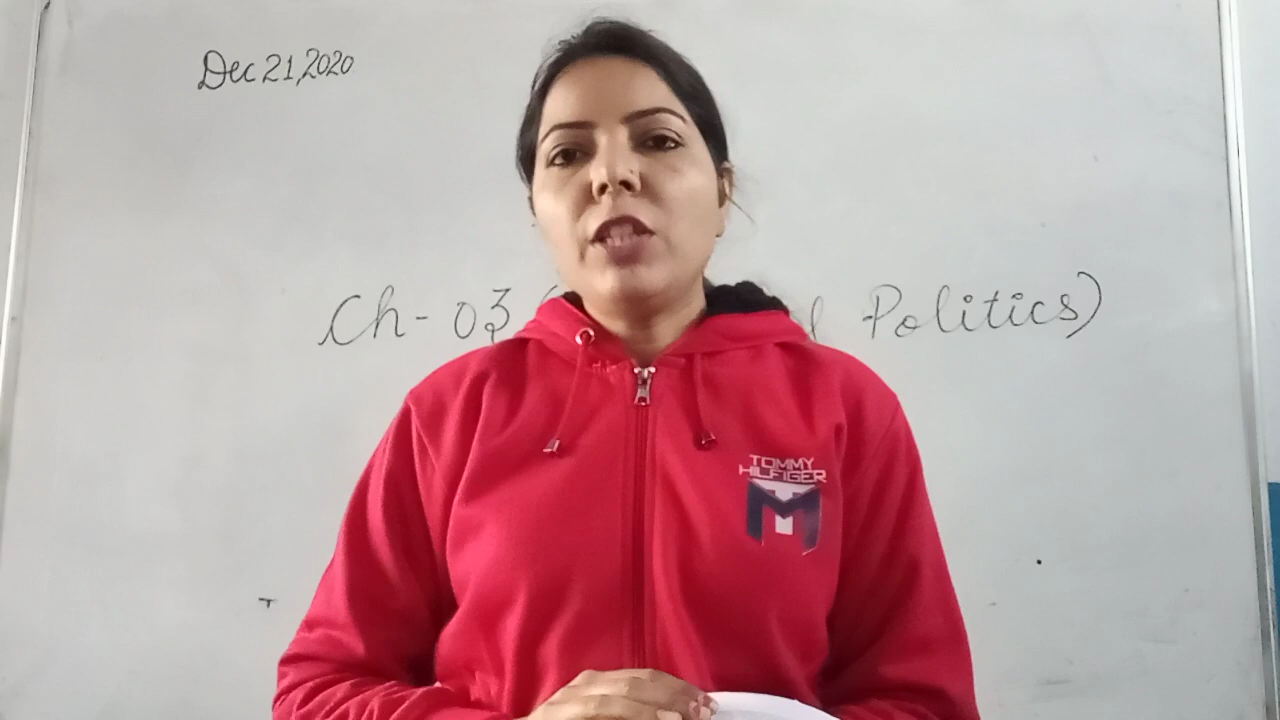 Dec 21, 2020
Ch- 03 ( Politics)
TOMMY
HILFIGER